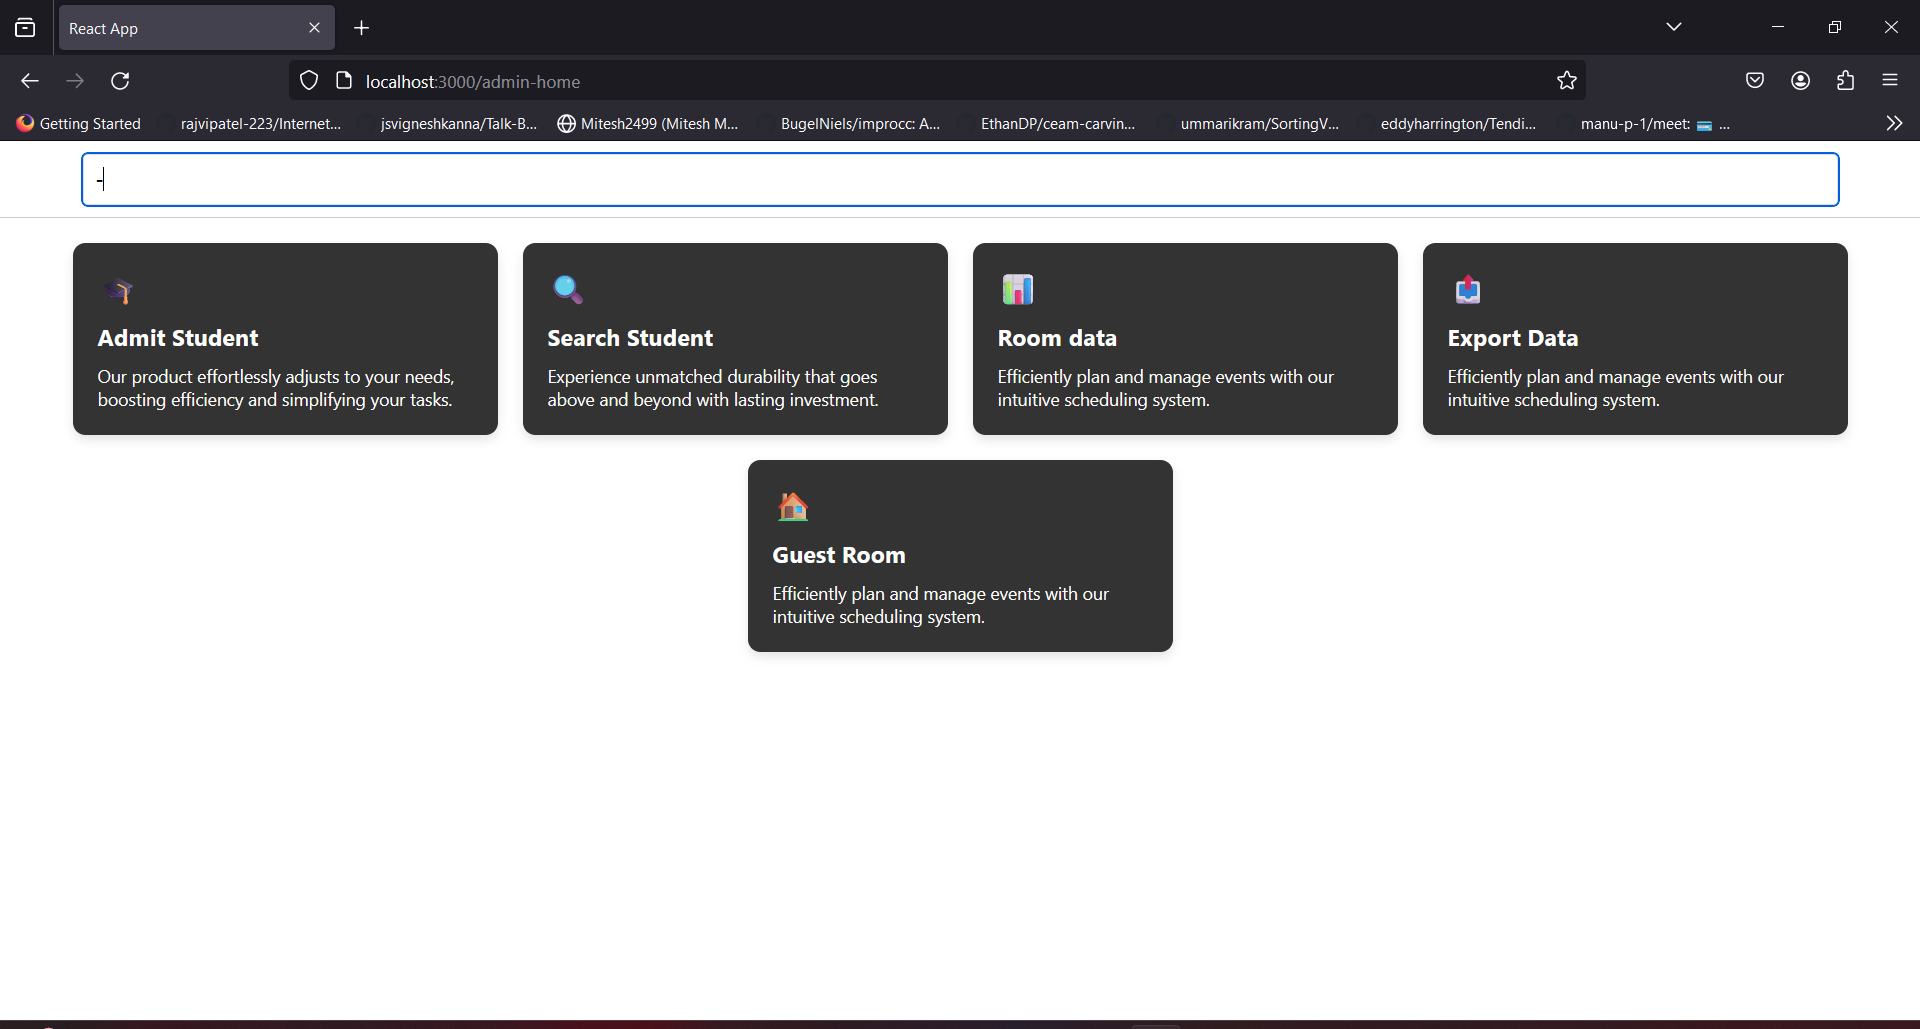 React App
localhost:3000/admin-home
Getting Started rajvipatel-223/Internet... jsvigneshkanna/Talk-B... Mitesh2499 (Mitesh M... BugelNiels/improcc: A... EthanDP/ceam-carvin... ummarikram/SortingV... eddyharrington/Tendi... manu-p-1/meet: 🪪 ...
-
Admit Student
Our product effortlessly adjusts to your needs,
boosting efficiency and simplifying your tasks.
Search Student
Experience unmatched durability that goes
above and beyond with lasting investment.
Room data
Efficiently plan and manage events with our
intuitive scheduling system.
Export Data
Efficiently plan and manage events with our
intuitive scheduling system.
Guest Room
Efficiently plan and manage events with our
intuitive scheduling system.